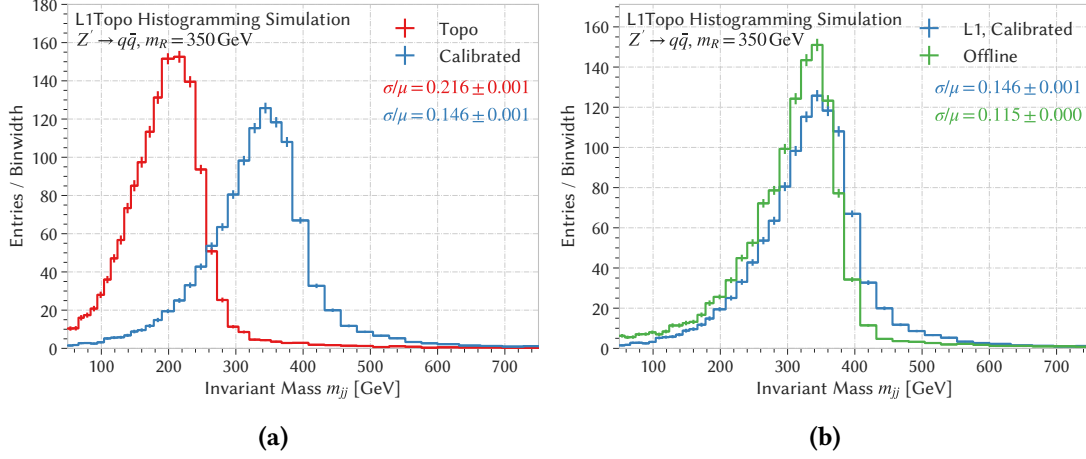 L1Topo Histogramming Simulation
Z′ → qq̄, m_R = 350 GeV
Topo
Calibrated
σ/μ = 0.216 ± 0.001
σ/μ = 0.146 ± 0.001
Entries / Binwidth
180
160
140
120
100
80
60
40
20
0
100 200 300 400 500 600 700
Invariant Mass m_jj [GeV]
(a)
L1Topo Histogramming Simulation
Z′ → qq̄, m_R = 350 GeV
L1, Calibrated
Offline
σ/μ = 0.146 ± 0.001
σ/μ = 0.115 ± 0.000
Entries / Binwidth
160
140
120
100
80
60
40
20
0
100 200 300 400 500 600 700
Invariant Mass m_jj [GeV]
(b)